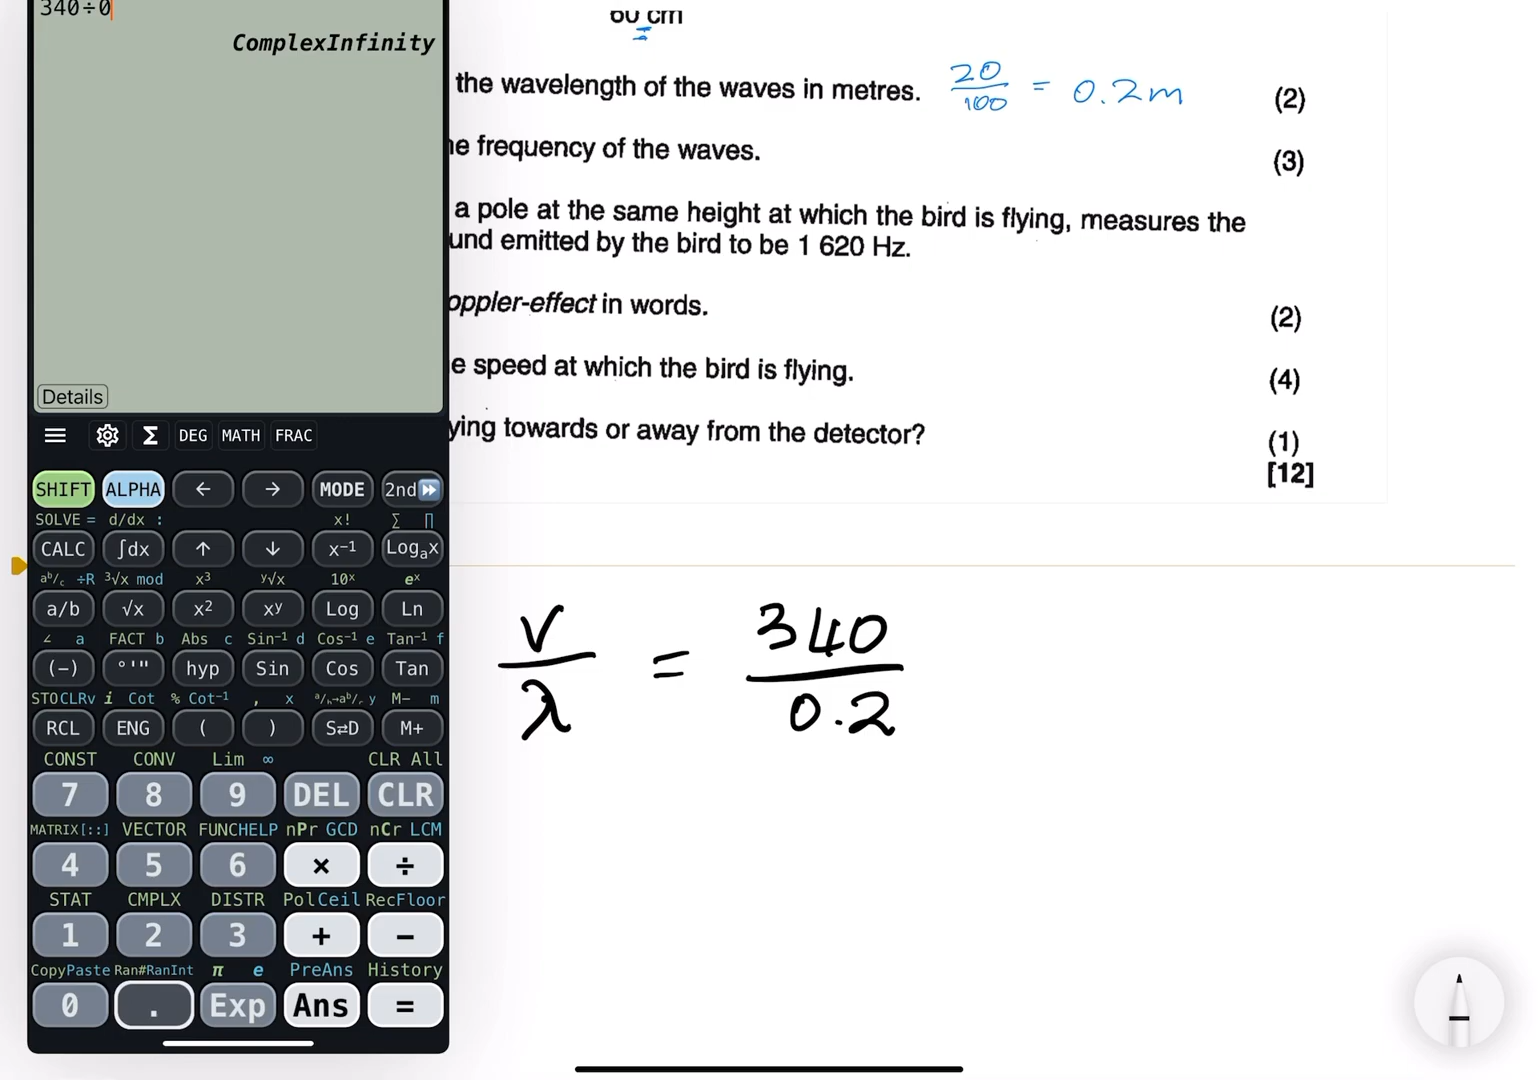 340÷0
ComplexInfinity
60 cm
the wavelength of the waves in metres. 20/100 = 0.2m (2)
he frequency of the waves. (3)
a pole at the same height at which the bird is flying, measures the
und emitted by the bird to be 1 620 Hz.
oppler-effect in words. (2)
e speed at which the bird is flying. (4)
ying towards or away from the detector? (1)
[12]
Details
DEG MATH FRAC
SHIFT ALPHA ← → MODE 2nd
SOLVE = d/dx : x! ∑ ∏
CALC ∫dx ↑ ↓ x⁻¹ Logₐx
aᵇ/c ÷R ³√x mod x³ ʸ√x 10ˣ eˣ
a/b √x x² xʸ Log Ln
∠ a FACT b Abs c Sin⁻¹ d Cos⁻¹ e Tan⁻¹ f
(−) °'" hyp Sin Cos Tan
STO CLRv i Cot % Cot⁻¹ , x y M− m
RCL ENG ( ) S⇄D M+
CONST CONV Lim ∞ CLR All
7 8 9 DEL CLR
MATRIX[::] VECTOR FUNC HELP nPr GCD nCr LCM
4 5 6 × ÷
STAT CMPLX DISTR Pol Ceil Rec Floor
1 2 3 + −
Copy Paste Ran# RanInt π e PreAns History
0 . Exp Ans =
v/λ = 340/0.2